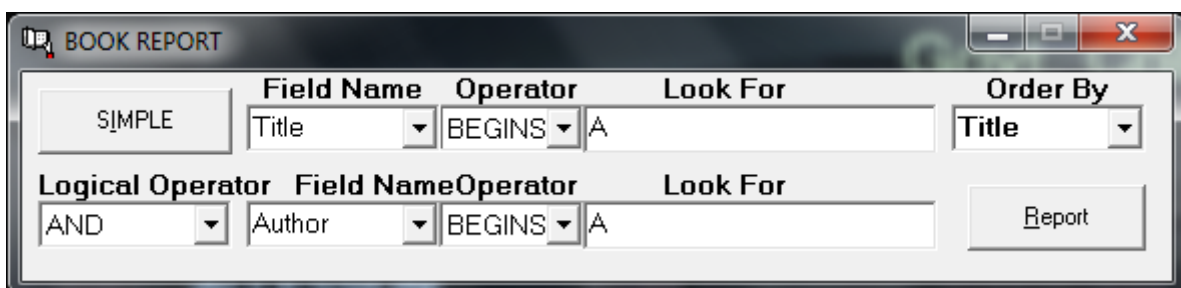 BOOK REPORT
Field Name Operator Look For Order By
SIMPLE Title BEGINS A Title
Logical Operator Field Name Operator Look For
AND Author BEGINS A Report